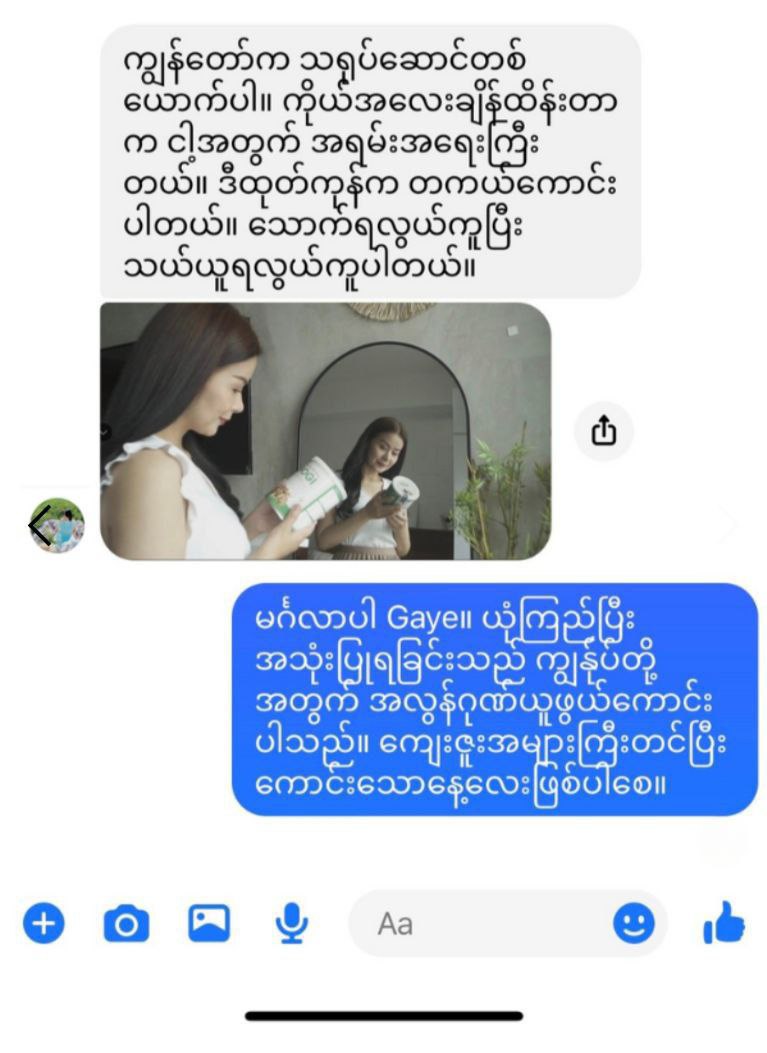 ကျွန်တော်က သရုပ်ဆောင်တစ်
ယောက်ပါ။ ကိုယ်အလေးချိန်ထိန်းတာ
က ငါ့အတွက် အရမ်းအရေးကြီး
တယ်။ ဒီထုတ်ကုန်က တကယ်ကောင်း
ပါတယ်။ သောက်ရလွယ်ကူပြီး
သယ်ယူရလွယ်ကူပါတယ်။
မင်္ဂလာပါ Gaye။ ယုံကြည်ပြီး
အသုံးပြုရခြင်းသည် ကျွန်ုပ်တို့
အတွက် အလွန်ဂုဏ်ယူဖွယ်ကောင်း
ပါသည်။ ကျေးဇူးအများကြီးတင်ပြီး
ကောင်းသောနေ့လေးဖြစ်ပါစေ။
Aa